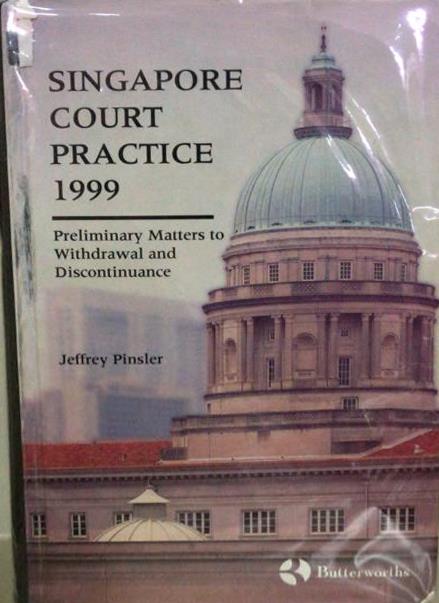 SINGAPORE
COURT
PRACTICE
1999
Preliminary Matters to
Withdrawal and
Discontinuance
Jeffrey Pinsler
Butterworths